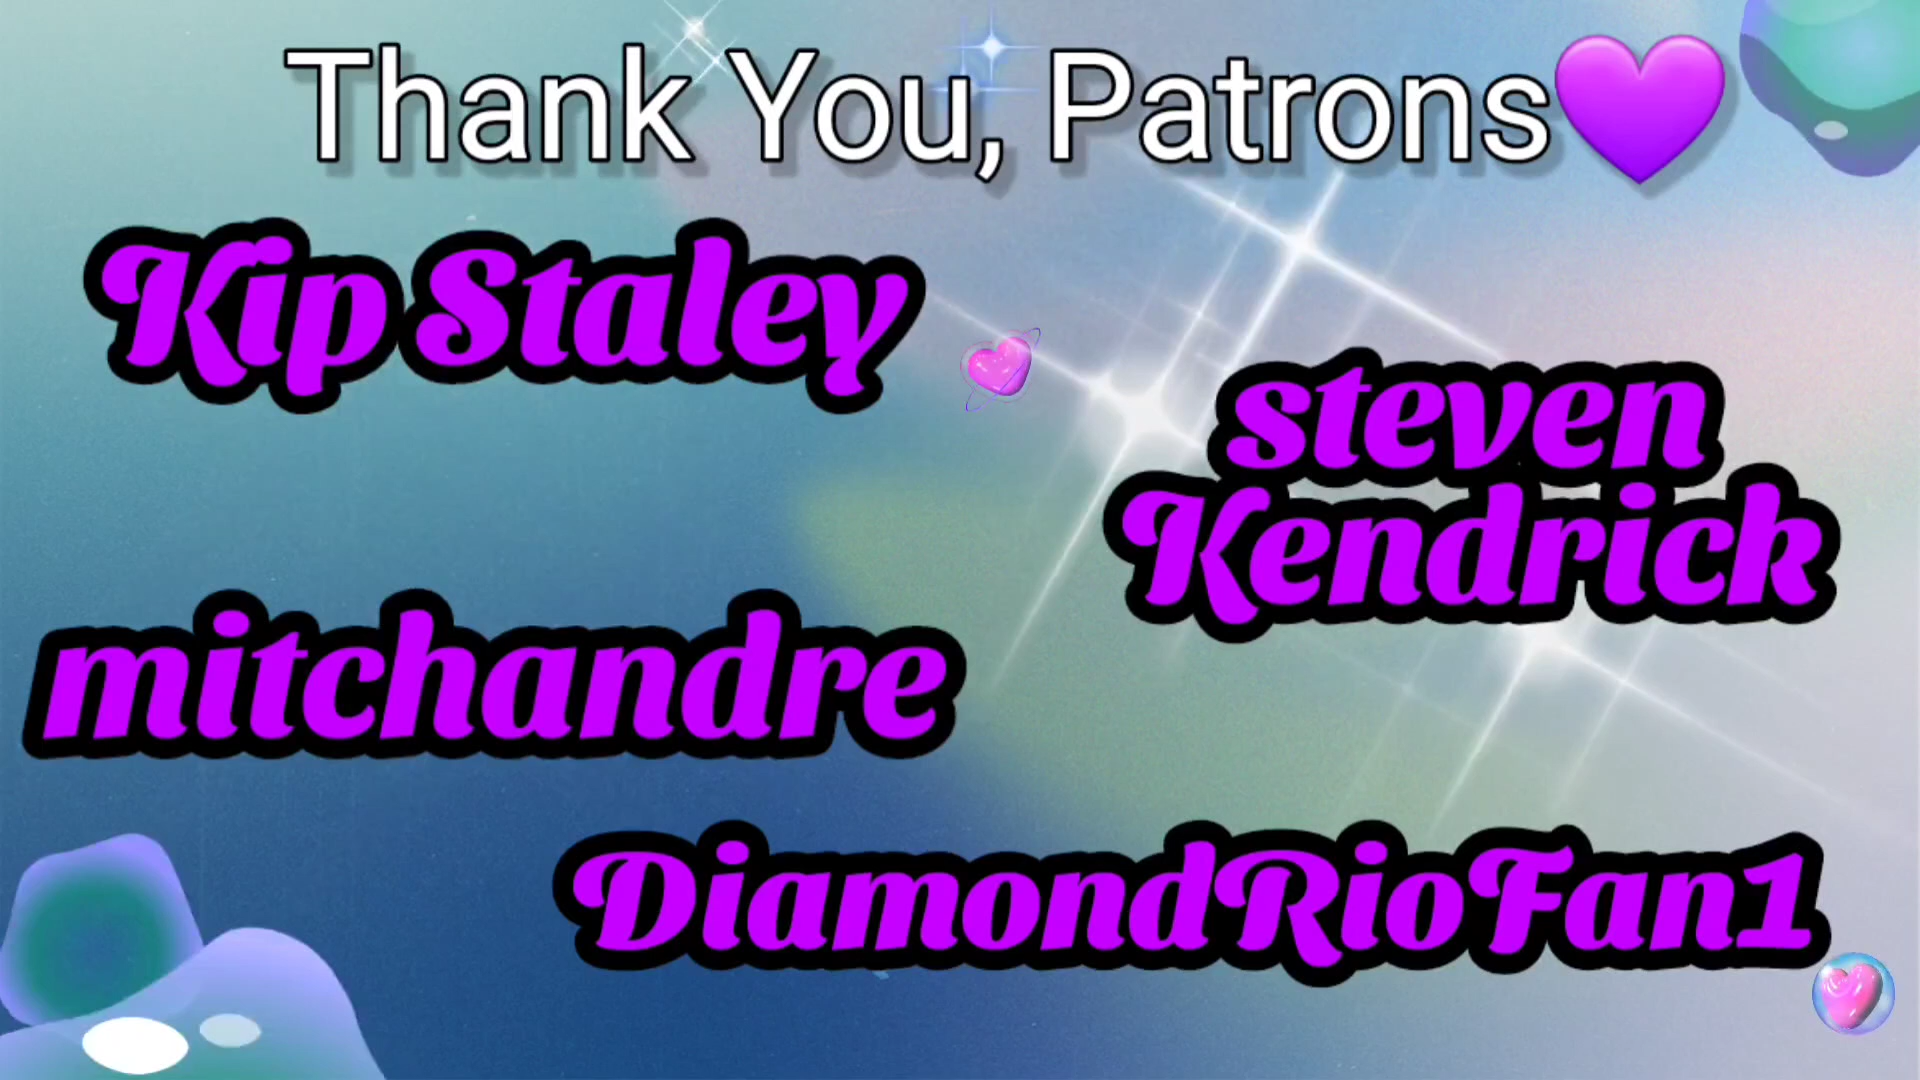 Thank You, Patrons💜
Kip Staley
steven
Kendrick
mitchandre
DiamondRioFan1